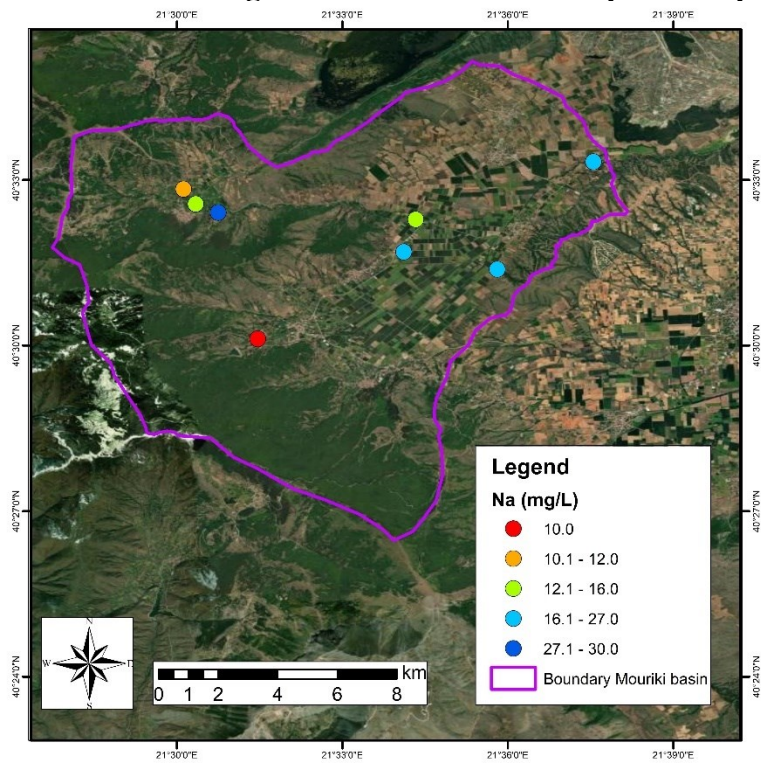 21°30'0"E 21°33'0"E 21°36'0"E 21°39'0"E
40°33'0"N 40°33'0"N
40°30'0"N 40°30'0"N
40°27'0"N 40°27'0"N
40°24'0"N 40°24'0"N
Legend
Na (mg/L)
10.0
10.1 - 12.0
12.1 - 16.0
16.1 - 27.0
27.1 - 30.0
Boundary Mouriki basin
N
W E
S
km
0 1 2 4 6 8
21°30'0"E 21°33'0"E 21°36'0"E 21°39'0"E